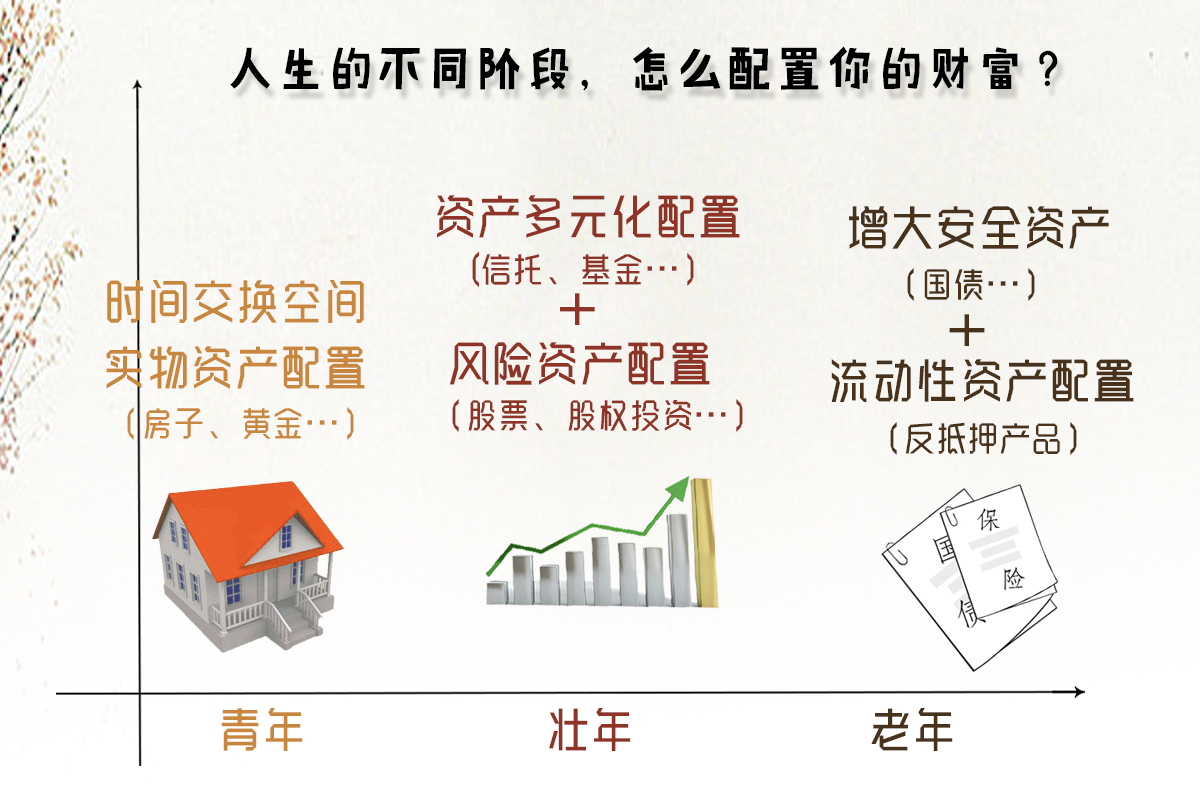 人生的不同阶段，怎么配置你的财富？
时间交换空间
实物资产配置
（房子、黄金…）
资产多元化配置
（信托、基金…）
+
风险资产配置
（股票、股权投资…）
增大安全资产
（国债…）
+
流动性资产配置
（反抵押产品）
国债
保险
青年
壮年
老年